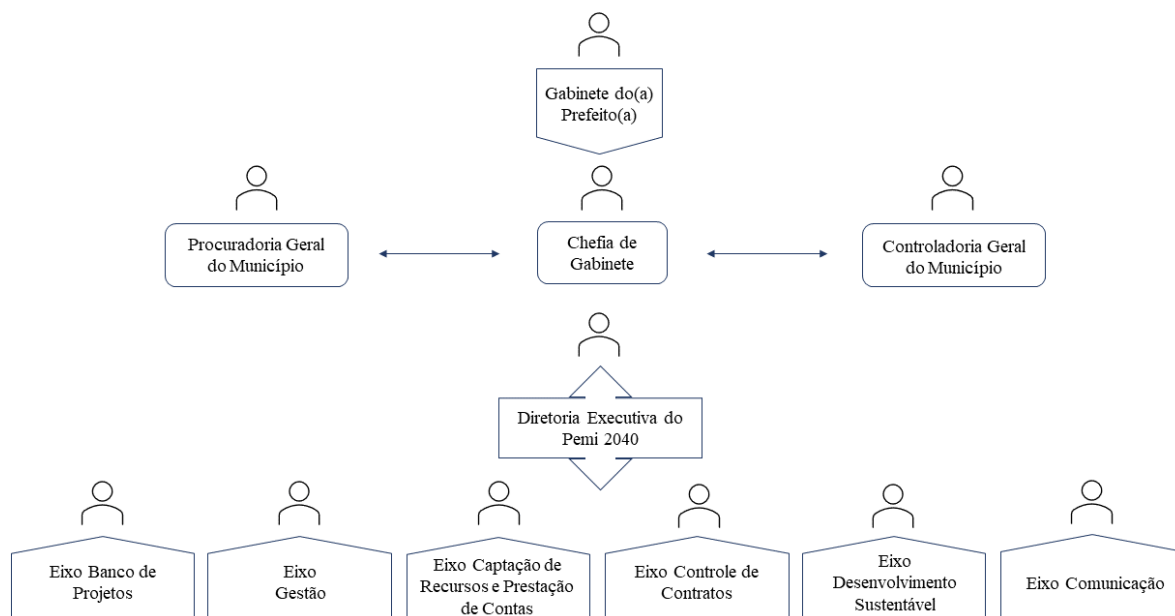 Gabinete do(a)
Prefeito(a)
Procuradoria Geral
do Município
Chefia de
Gabinete
Controladoria Geral
do Município
Diretoria Executiva do
Pemi 2040
Eixo Banco de
Projetos
Eixo
Gestão
Eixo Captação de
Recursos e Prestação
de Contas
Eixo Controle de
Contratos
Eixo
Desenvolvimento
Sustentável
Eixo Comunicação